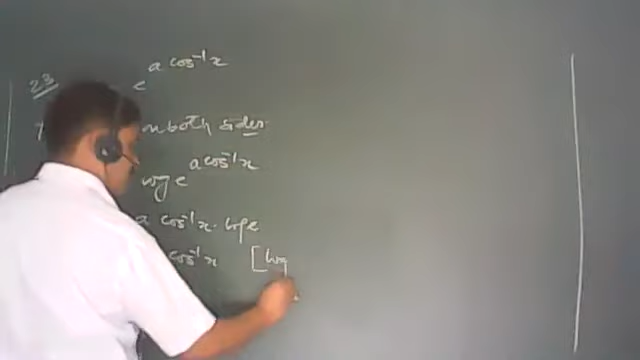 23 e^{a cos⁻¹x}
on both sides
log e^{a cos⁻¹x}
a cos⁻¹x · log e
cos⁻¹x [log